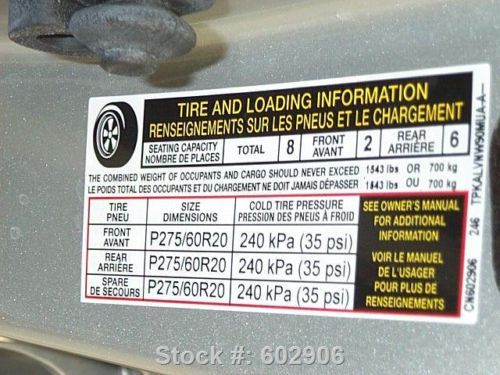 TIRE AND LOADING INFORMATION
RENSEIGNEMENTS SUR LES PNEUS ET LE CHARGEMENT
SEATING CAPACITY
NOMBRE DE PLACES
TOTAL 8
FRONT
AVANT
2
REAR
ARRIÈRE
6
THE COMBINED WEIGHT OF OCCUPANTS AND CARGO SHOULD NEVER EXCEED 1543 lbs OR 700 kg
LE POIDS TOTAL DES OCCUPANTS ET DU CHARGEMENT NE DOIT JAMAIS DÉPASSER 1543 lbs OU 700 kg
TIRE
PNEU
SIZE
DIMENSIONS
COLD TIRE PRESSURE
PRESSION DES PNEUS À FROID
FRONT
AVANT
P275/60R20 240 kPa (35 psi)
REAR
ARRIÈRE
P275/60R20 240 kPa (35 psi)
SPARE
DE SECOURS
P275/60R20 240 kPa (35 psi)
SEE OWNER'S MANUAL
FOR ADDITIONAL
INFORMATION
VOIR LE MANUEL
DE L'USAGER
POUR PLUS DE
RENSEIGNEMENTS
CN602906 246 TPKALVNW90MUA-A
Stock #: 602906